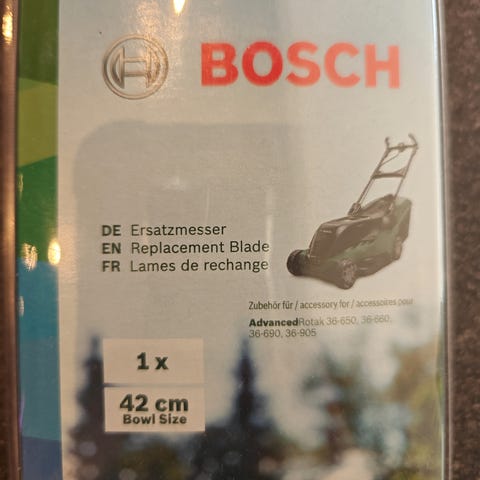 BOSCH
DE Ersatzmesser
EN Replacement Blade
FR Lames de rechange
Zubehör für / accessory for / accessoires pour
AdvancedRotak 36-650, 36-660,
36-690, 36-905
1 x
42 cm
Bowl Size